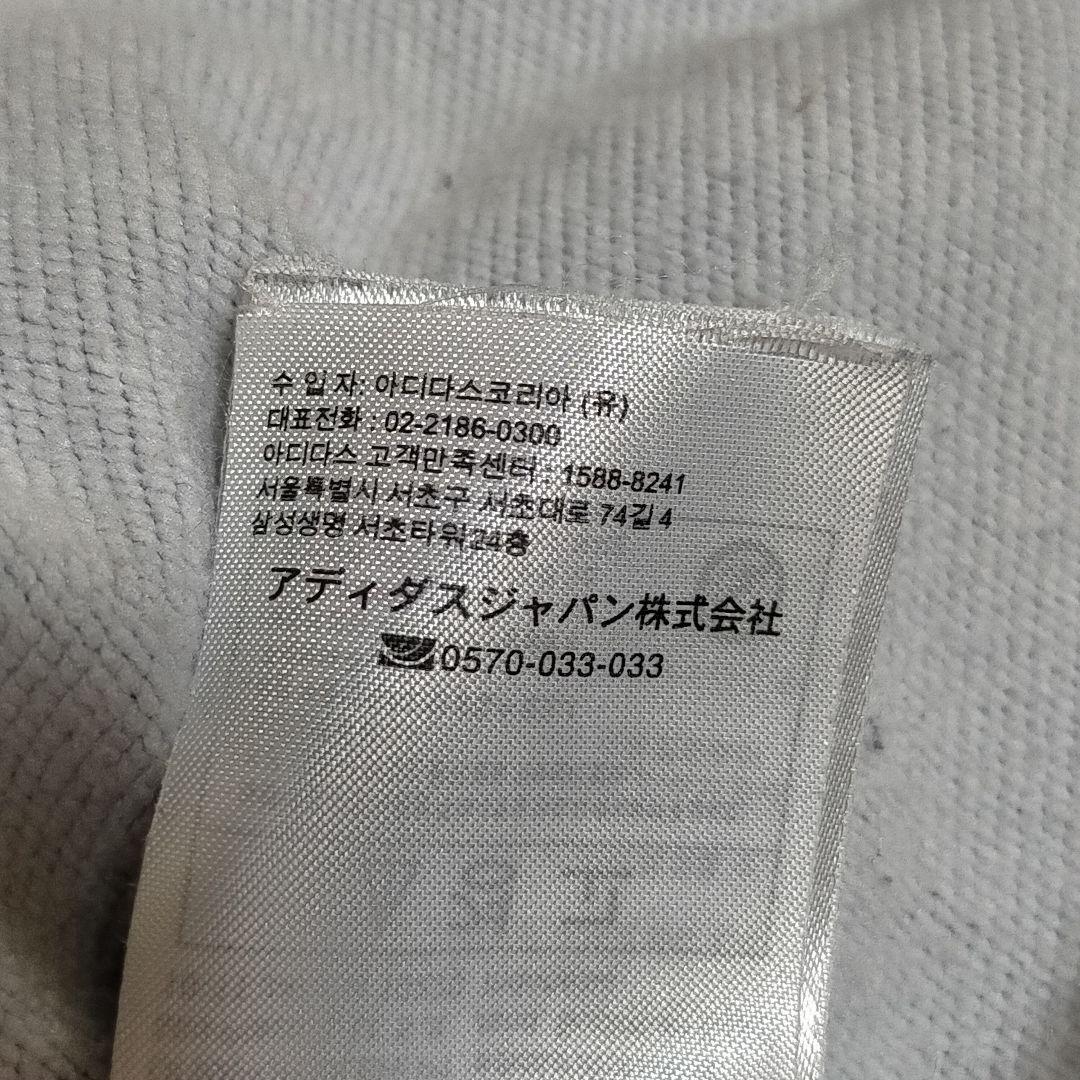 수 입 자: 아디다스코리아 (유)
대표전화 : 02-2186-0300
아디다스 고객만족센터 : 1588-8241
서울특별시 서초구 서초대로 74길 4
삼성생명 서초타워 24층
アディダスジャパン株式会社
0570-033-033